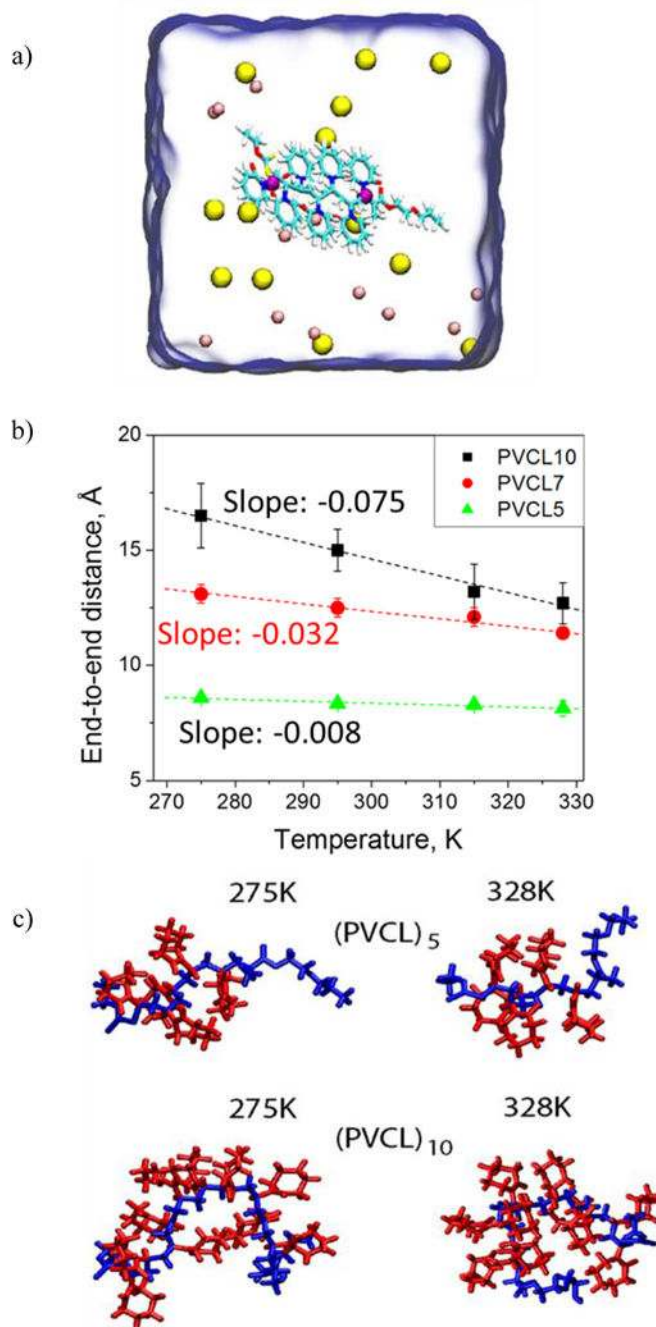 a)
b)
20
15
10
5
End-to-end distance, Å
PVCL10
PVCL7
PVCL5
Slope: -0.075
Slope: -0.032
Slope: -0.008
270 280 290 300 310 320 330
Temperature, K
c)
275K 328K
(PVCL)5
275K 328K
(PVCL)10